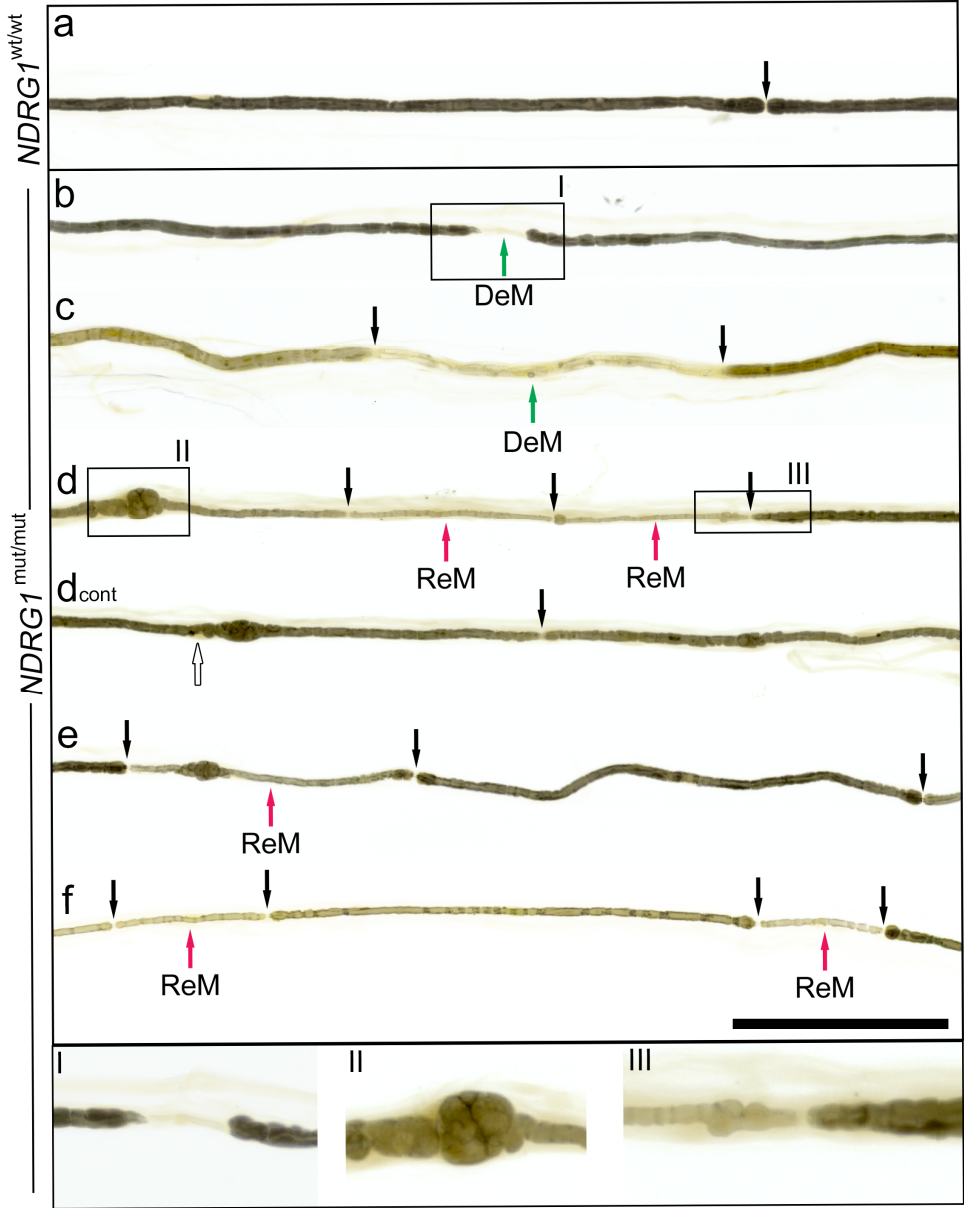 NDRG1wt/wt
a
NDRG1mut/mut
b
I
DeM
c
DeM
d
II
III
ReM
ReM
dcont
e
ReM
f
ReM
ReM
I
II
III